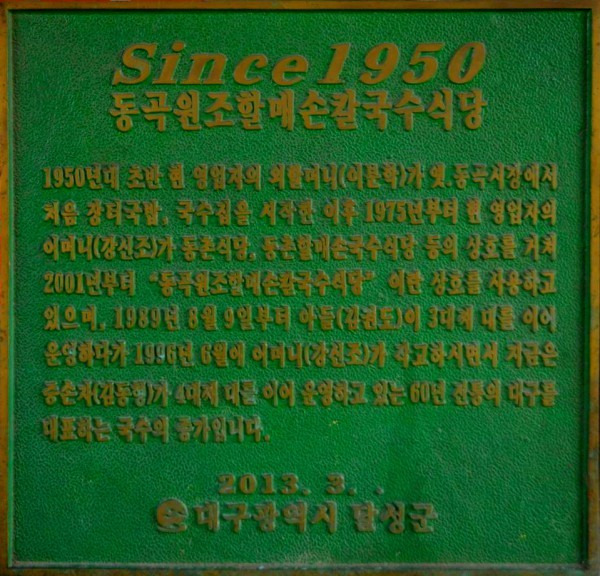 Since 1950
동곡원조할매손칼국수식당
1950년대 초반 현 영업자의 외할머니(이문학)가 옛.동곡시장에서
처음 장터국밥, 국수집을 시작한 이후 1975년부터 현 영업자의
어머니(강신조)가 동촌식당, 동촌할매손국수식당 등의 상호를 거쳐
2001년부터 "동곡원조할매손칼국수식당" 이란 상호를 사용하고
있으며, 1989년 8월 9일부터 아들(김점도)이 3대째 대를 이어
운영하다가 1996년 6월에 어머니(강신조)가 작고하시면서 지금은
증손자(김동형)가 4대째 대를 이어 운영하고 있는 60년 전통의 대구를
대표하는 국수의 종가입니다.
2013. 3. .
대구광역시 달성군